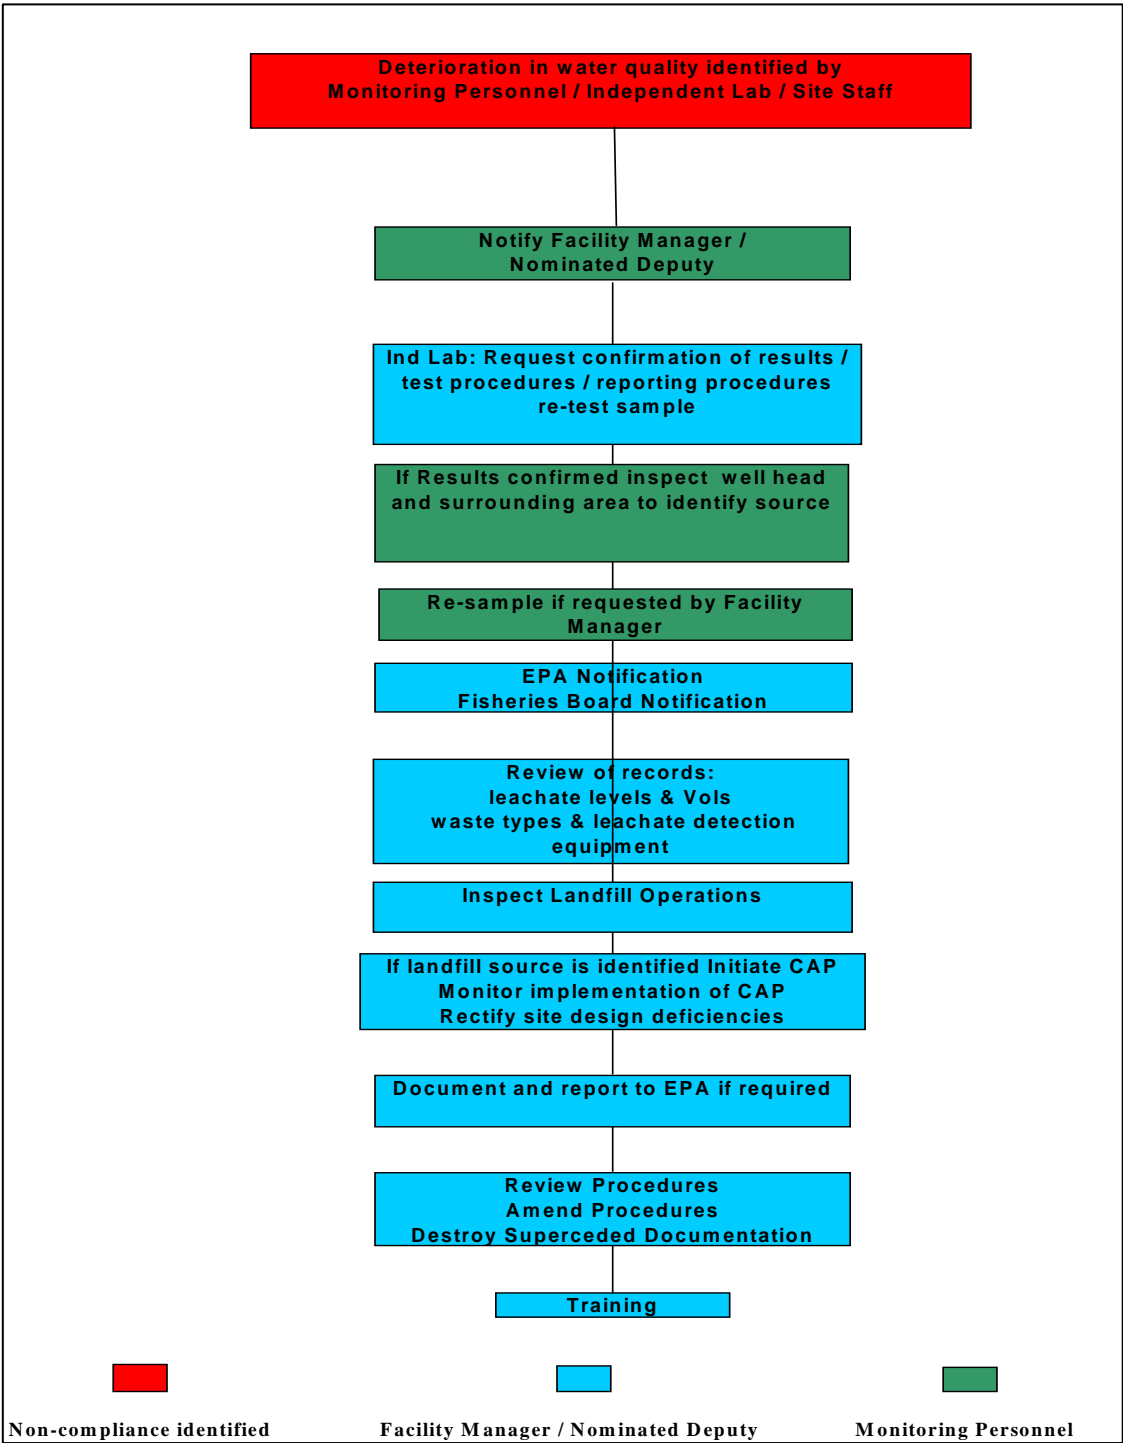 Deterioration in water quality identified by
Monitoring Personnel / Independent Lab / Site Staff
Notify Facility Manager /
Nominated Deputy
Ind Lab: Request confirmation of results /
test procedures / reporting procedures
re-test sample
If Results confirmed inspect well head
and surrounding area to identify source
Re-sample if requested by Facility
Manager
EPA Notification
Fisheries Board Notification
Review of records:
leachate levels & Vols
waste types & leachate detection
equipment
Inspect Landfill Operations
If landfill source is identified Initiate CAP
Monitor implementation of CAP
Rectify site design deficiencies
Document and report to EPA if required
Review Procedures
Amend Procedures
Destroy Superceded Documentation
Training
Non-compliance identified
Facility Manager / Nominated Deputy
Monitoring Personnel